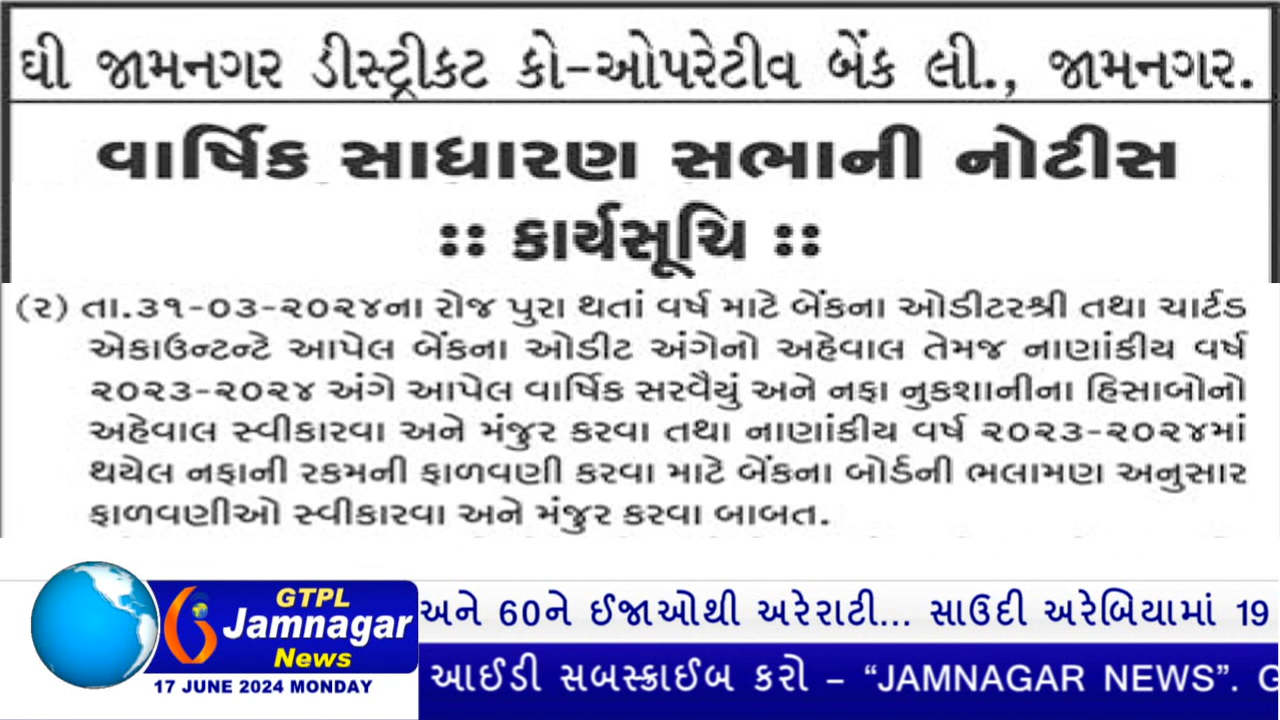 ધી જામનગર ડીસ્ટ્રીકટ કો-ઓપરેટીવ બેંક લી., જામનગર.
વાર્ષિક સાધારણ સભાની નોટીસ
:: કાર્યસૂચિ ::
(૨) તા.૩૧-૦૩-૨૦૨૪ના રોજ પુરા થતાં વર્ષ માટે બેંકના ઓડીટરશ્રી તથા ચાર્ટડ
એકાઉન્ટન્ટે આપેલ બેંકના ઓડીટ અંગેનો અહેવાલ તેમજ નાણાંકીય વર્ષ
૨૦૨૩-૨૦૨૪ અંગે આપેલ વાર્ષિક સરવૈયું અને નફા નુકશાનીના હિસાબોનો
અહેવાલ સ્વીકારવા અને મંજુર કરવા તથા નાણાંકીય વર્ષ ૨૦૨૩-૨૦૨૪માં
થયેલ નફાની રકમની ફાળવણી કરવા માટે બેંકના બોર્ડની ભલામણ અનુસાર
ફાળવણીઓ સ્વીકારવા અને મંજુર કરવા બાબત.
GTPL
Jamnagar
News
17 JUNE 2024 MONDAY
અને 60ને ઈજાઓથી અરેરાટી... સાઉદી અરેબિયામાં 19
આઈડી સબસ્ક્રાઈબ કરો – “JAMNAGAR NEWS”. G